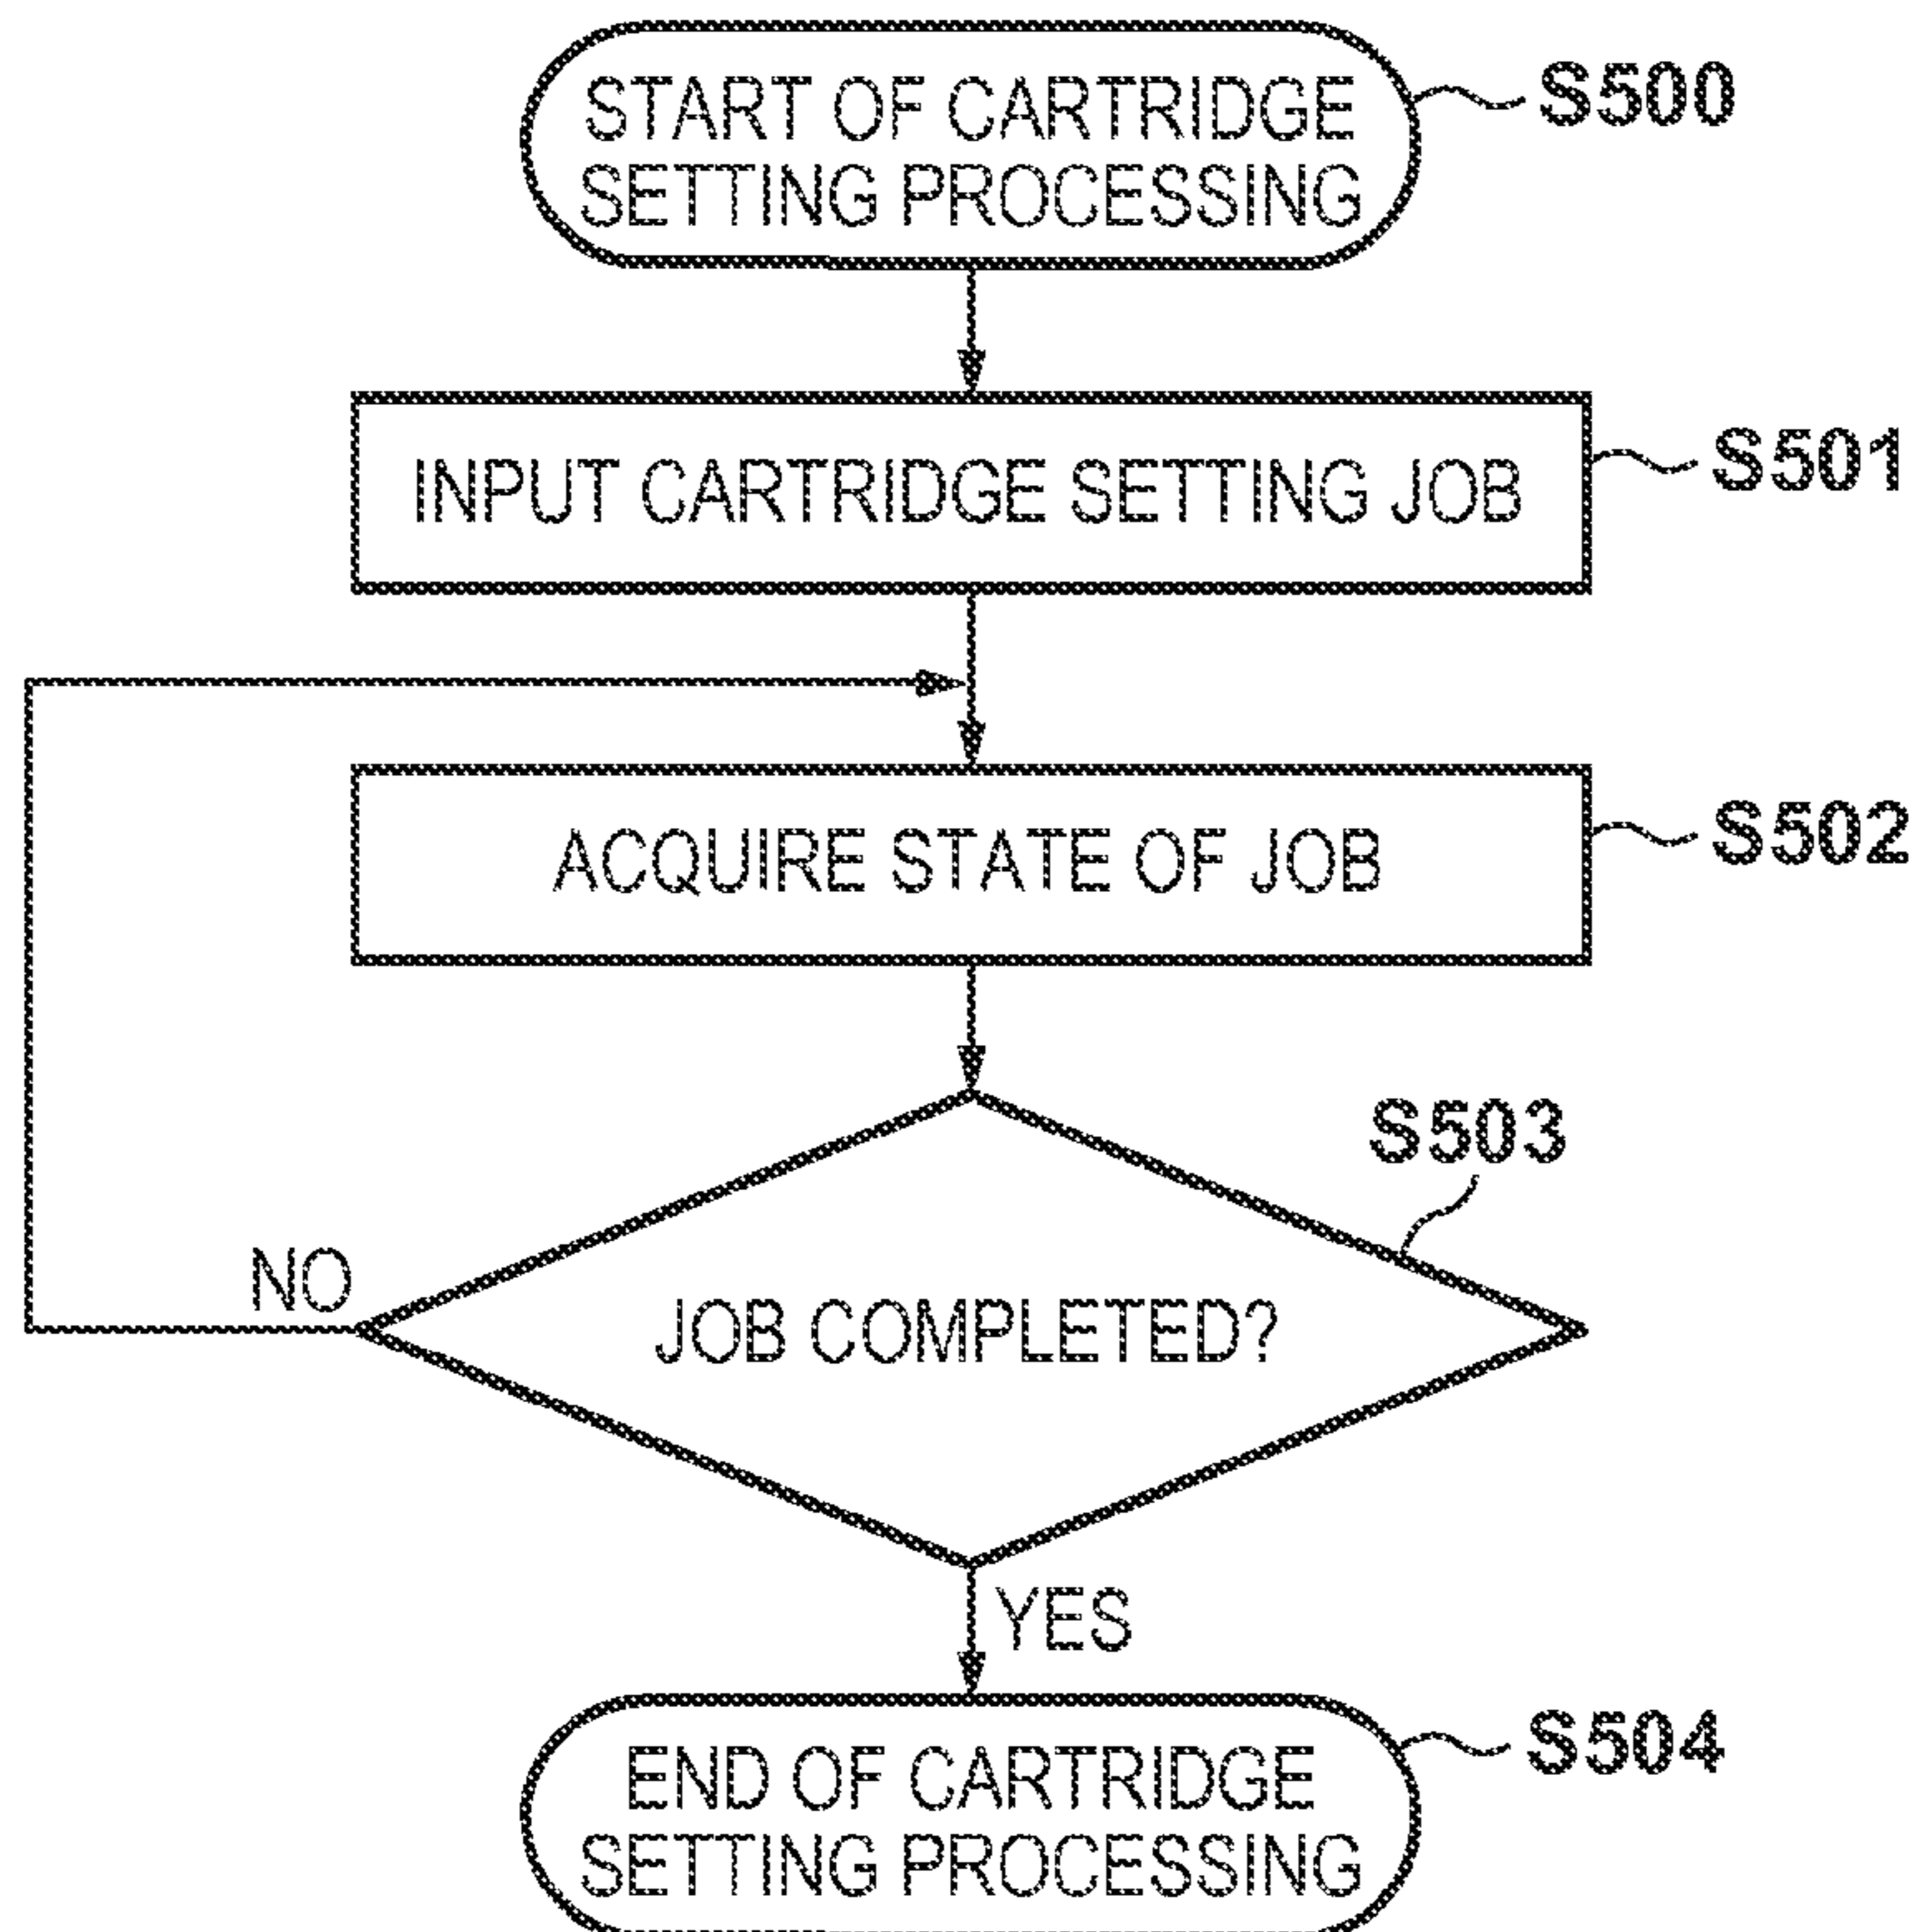 START OF CARTRIDGE
SETTING PROCESSING
S500
INPUT CARTRIDGE SETTING JOB
S501
ACQUIRE STATE OF JOB
S502
S503
NO
JOB COMPLETED?
YES
END OF CARTRIDGE
SETTING PROCESSING
S504